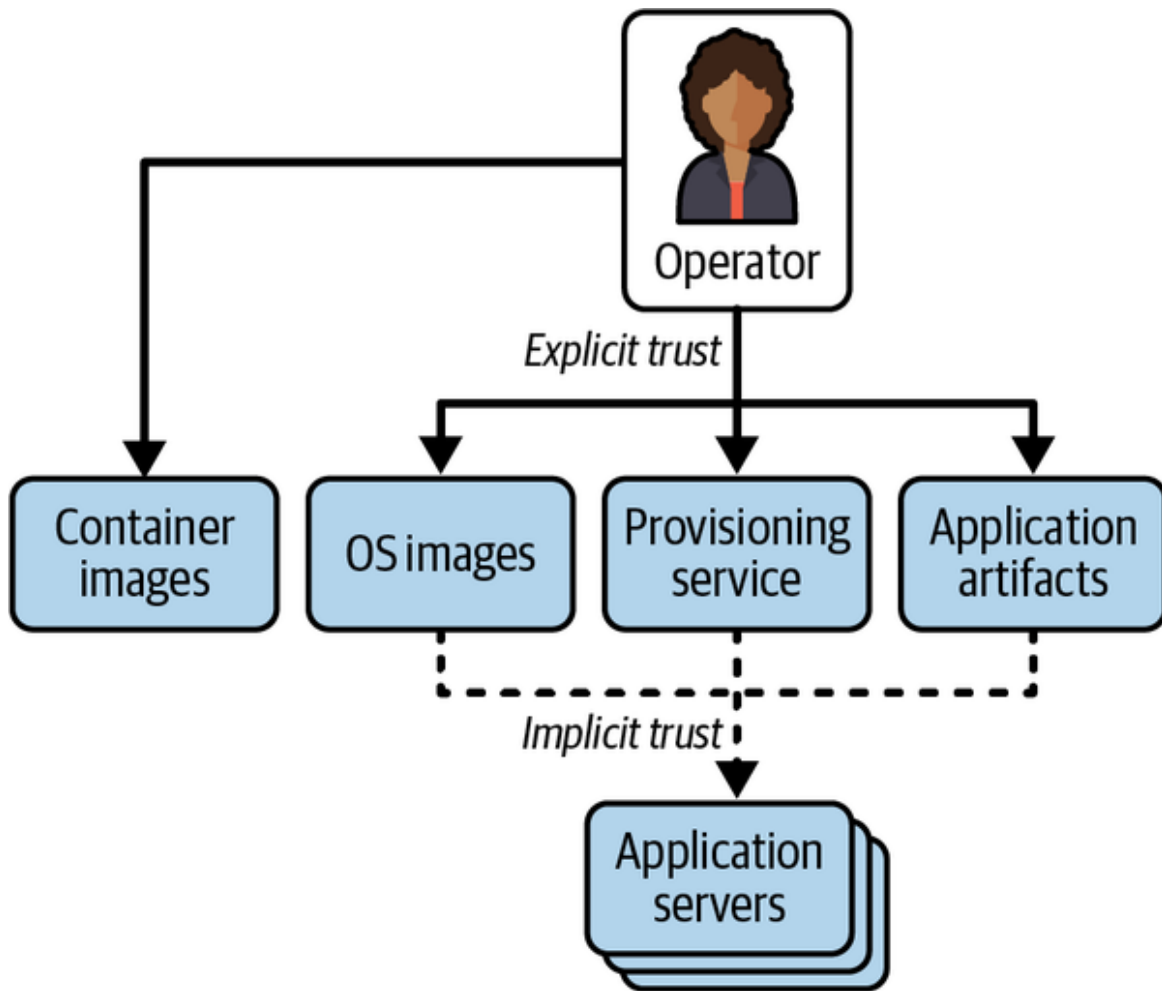 Operator
Explicit trust
Container
images
OS images
Provisioning
service
Application
artifacts
Implicit trust
Application
servers